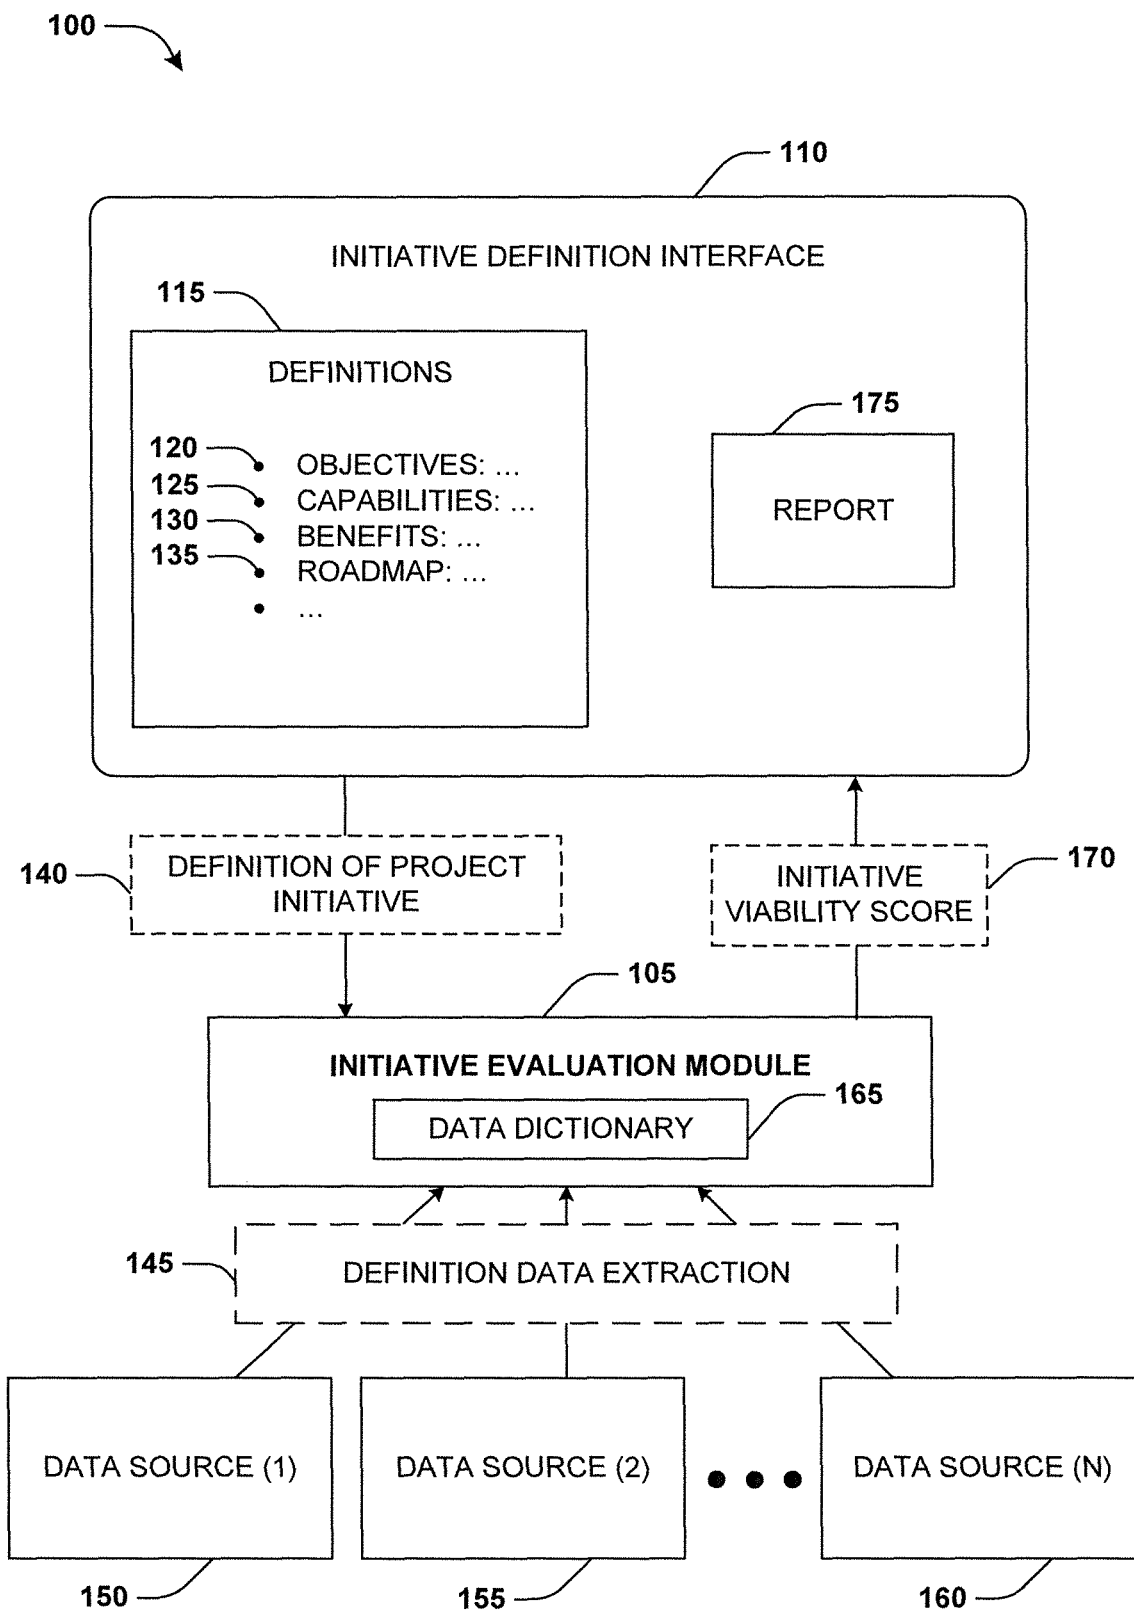 100
110
INITIATIVE DEFINITION INTERFACE
115
DEFINITIONS
120
• OBJECTIVES: ...
125
• CAPABILITIES: ...
130
• BENEFITS: ...
135
• ROADMAP: ...
• ...
175
REPORT
140
DEFINITION OF PROJECT
INITIATIVE
170
INITIATIVE
VIABILITY SCORE
105
INITIATIVE EVALUATION MODULE
165
DATA DICTIONARY
145
DEFINITION DATA EXTRACTION
DATA SOURCE (1)
DATA SOURCE (2)
DATA SOURCE (N)
150
155
160